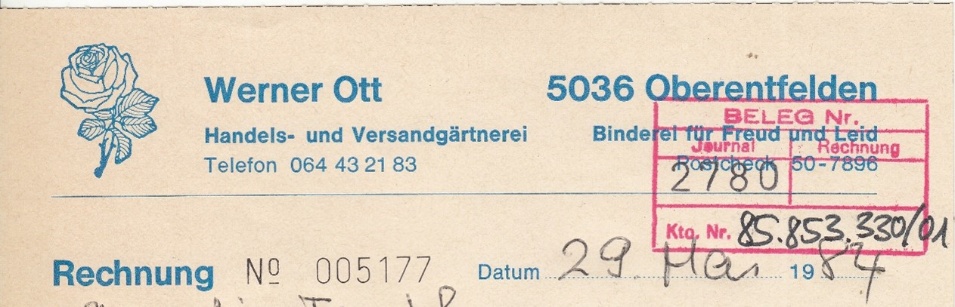 Werner Ott 5036 Oberentfelden
BELEG Nr.
Handels- und Versandgärtnerei Binderei für Freud und Leid
Journal Rechnung
Telefon 064 43 21 83 Postcheck 50-7896
2780
Kto. Nr. 85.853.330/01
Rechnung Nº 005177 Datum 29. Mai 1984